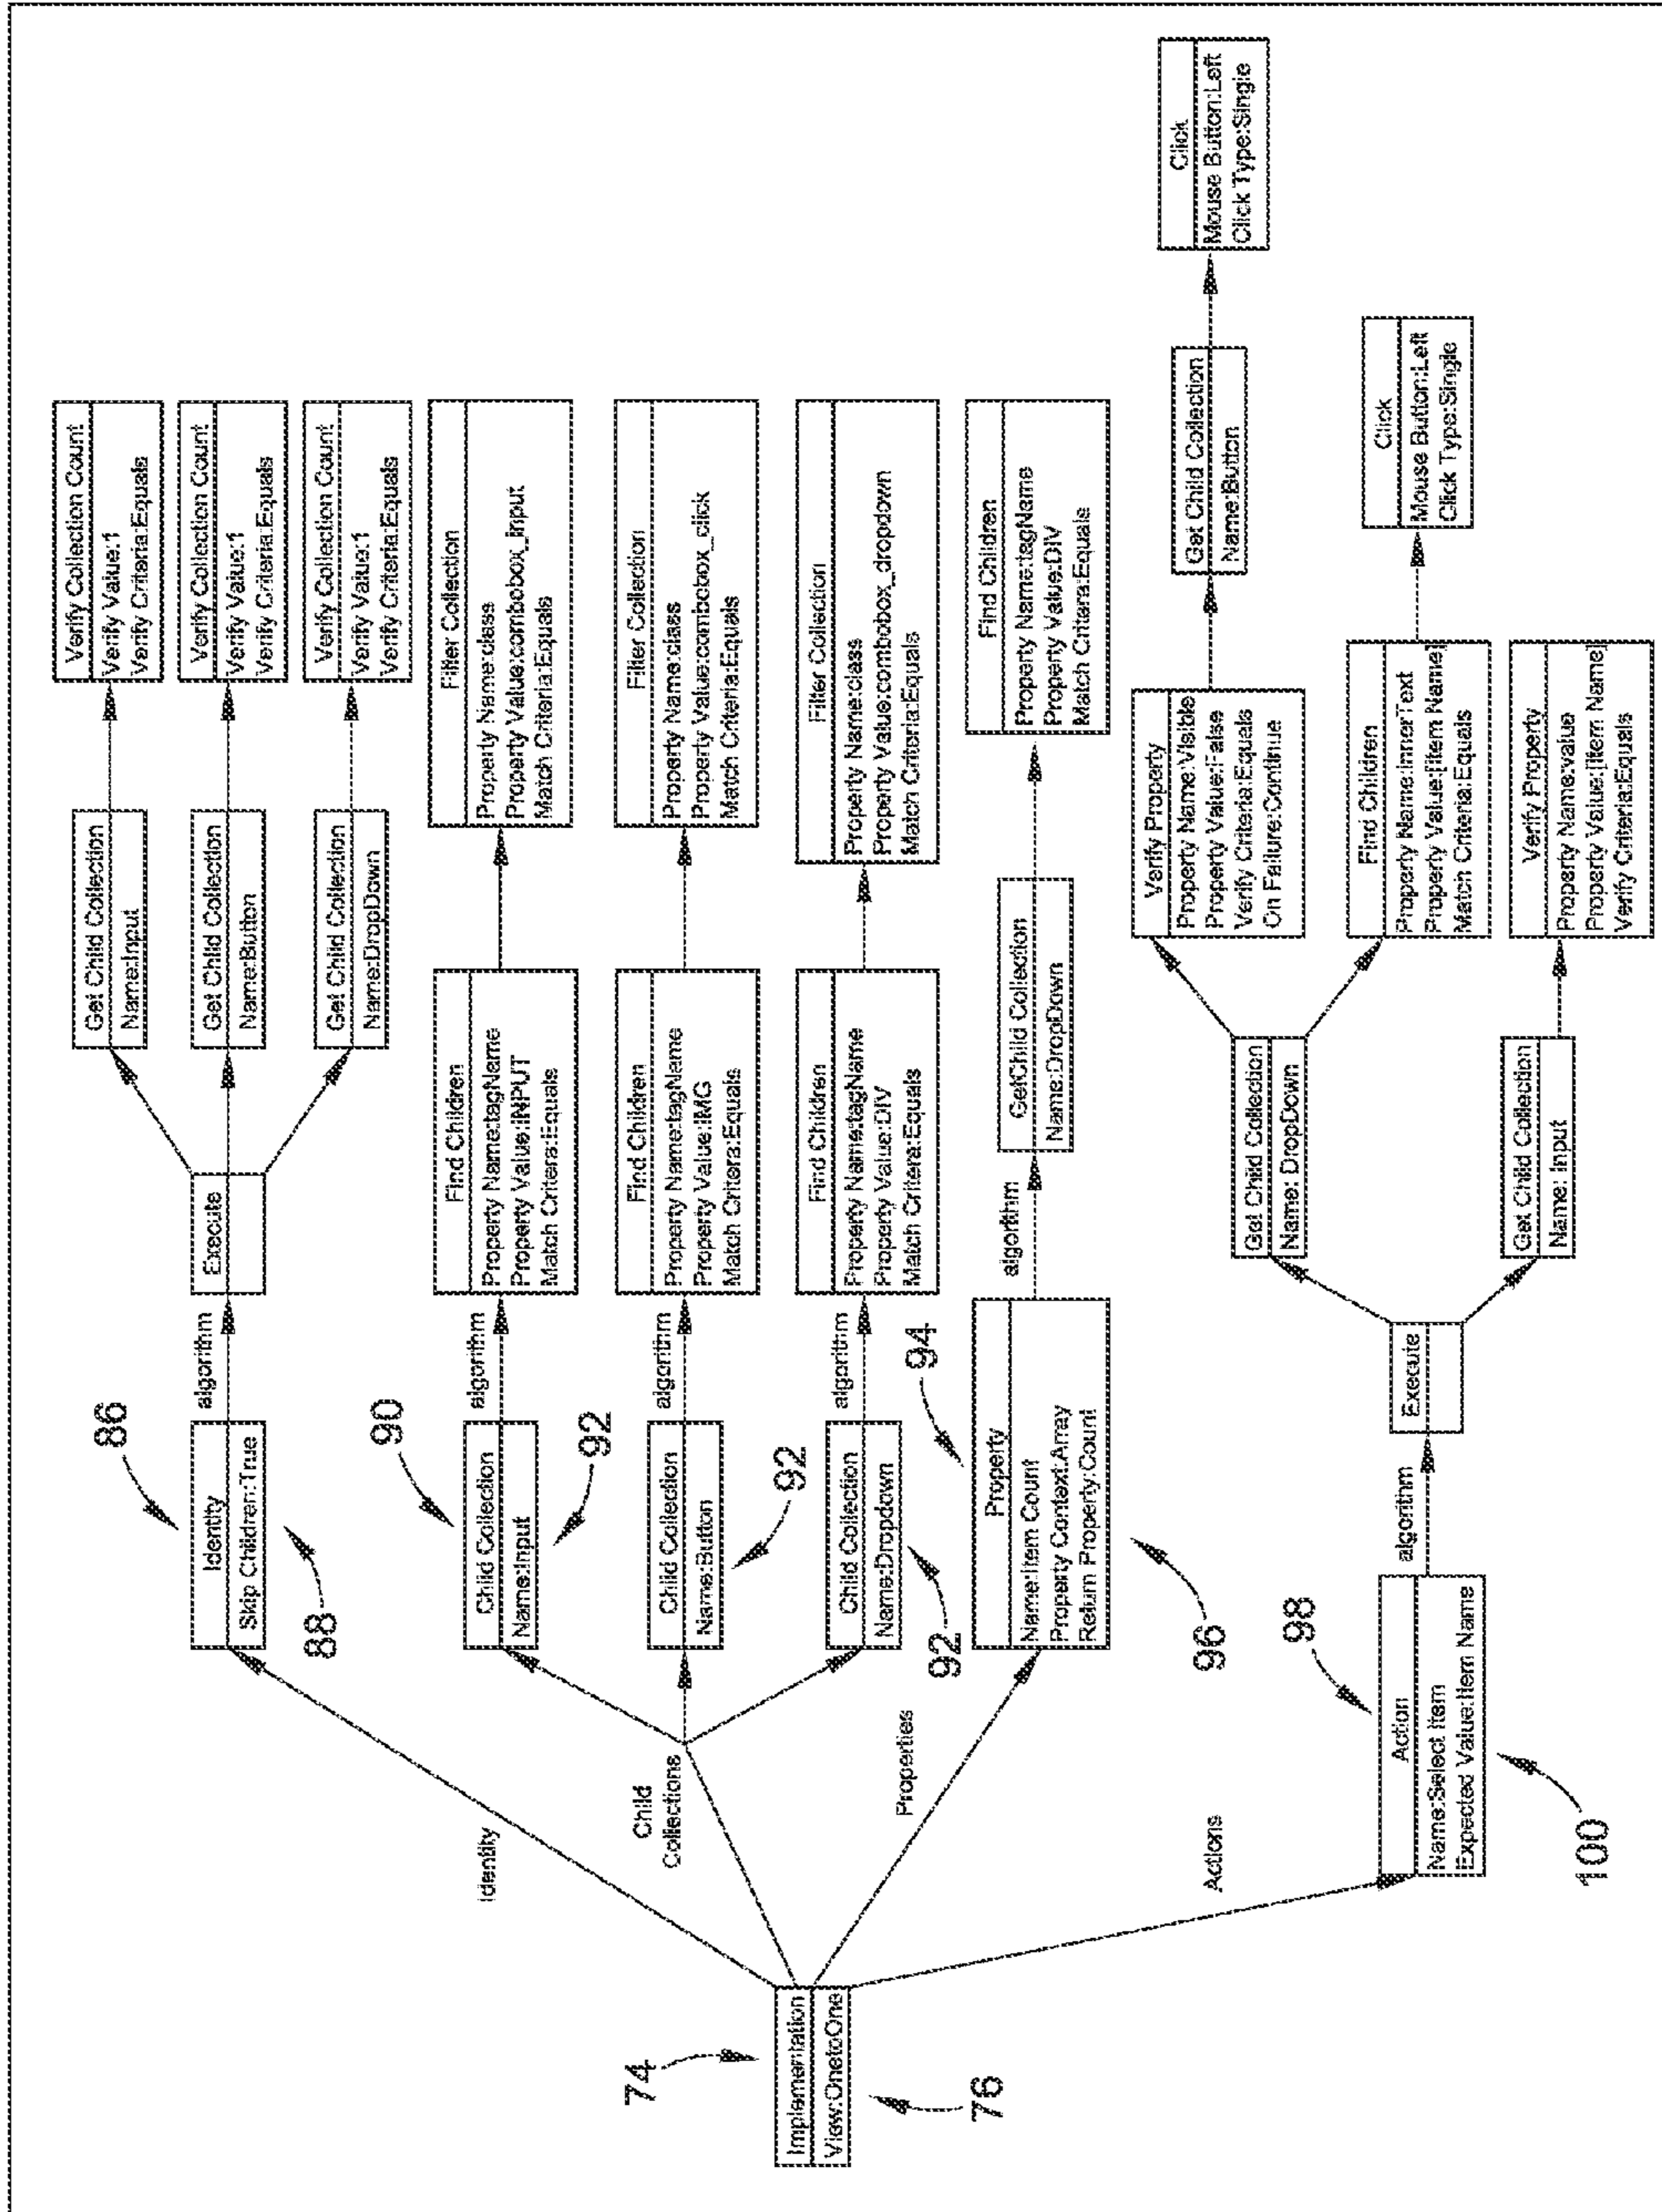 74
Implementation
View:OnetoOne
76
Identity
Child
Collections
Properties
Actions
86
Identity
Skip Children:True
88
algorithm
Execute
Get Child Collection
Name:Input
Verify Collection Count
Verify Value:1
Verify Criteria:Equals
Get Child Collection
Name:Button
Verify Collection Count
Verify Value:1
Verify Criteria:Equals
Get Child Collection
Name:DropDown
Verify Collection Count
Verify Value:1
Verify Criteria:Equals
90
Child Collection
Name:Input
92
algorithm
Find Children
Property Name:tagName
Property Value:INPUT
Match Critera:Equals
Filter Collection
Property Name:class
Property Value:combobox_input
Match Criteria:Equals
Child Collection
Name:Button
92
algorithm
Find Children
Property Name:tagName
Property Value:IMG
Match Critera:Equals
Filter Collection
Property Name:class
Property Value:combobox_click
Match Criteria:Equals
Child Collection
Name:Dropdown
92
algorithm
Find Children
Property Name:tagName
Property Value:DIV
Match Critera:Equals
Filter Collection
Property Name:class
Property Value:combobox_dropdown
Match Criteria:Equals
94
Property
Name:Item Count
Property Context:Array
Return Property:Count
96
algorithm
GetChild Collection
Name:DropDown
Find Children
Property Name:tagName
Property Value:DIV
Match Critera:Equals
98
Action
Name:Select Item
Expected Value:Item Name
100
algorithm
Execute
Get Child Collection
Name: DropDown
Verify Property
Property Name:Visible
Property Value:False
Verify Criteria:Equals
On Failure:Continue
Get Child Collection
Name:Button
Click
Mouse Button:Left
Click Type:Single
Find Children
Property Name:InnerText
Property Value:[Item Name]
Match Criteria:Equals
Click
Mouse Button:Left
Click Type:Single
Get Child Collection
Name: Input
Verify Property
Property Name:value
Property Value:[Item Name]
Verify Criteria:Equals